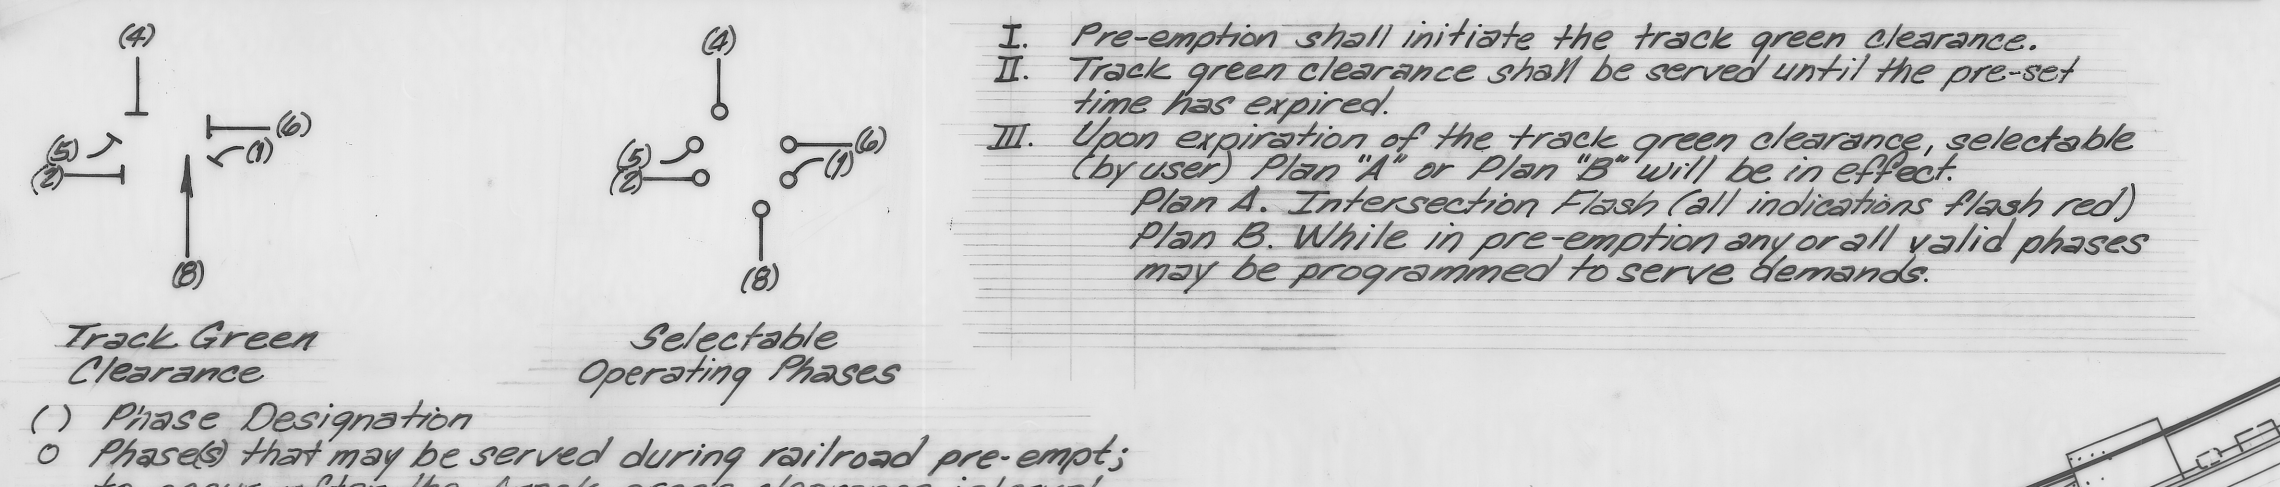 (4)
(6)
(5)
(1)
(2)
(8)
Track Green
Clearance
(4)
(6)
(5)
(1)
(2)
(8)
Selectable
Operating Phases
I. Pre-emption shall initiate the track green clearance.
II. Track green clearance shall be served until the pre-set
time has expired.
III. Upon expiration of the track green clearance, selectable
(by user) Plan "A" or Plan "B" will be in effect.
Plan A. Intersection Flash (all indications flash red)
Plan B. While in pre-emption any or all valid phases
may be programmed to serve demands.
( ) Phase Designation
O Phase(s) that may be served during railroad pre-empt;